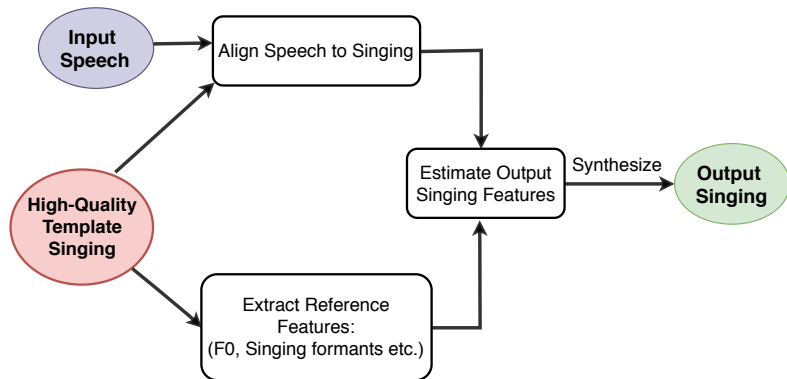 Input
Speech
Align Speech to Singing
High-Quality
Template
Singing
Estimate Output
Singing Features
Synthesize
Output
Singing
Extract Reference
Features:
(F0, Singing formants etc.)